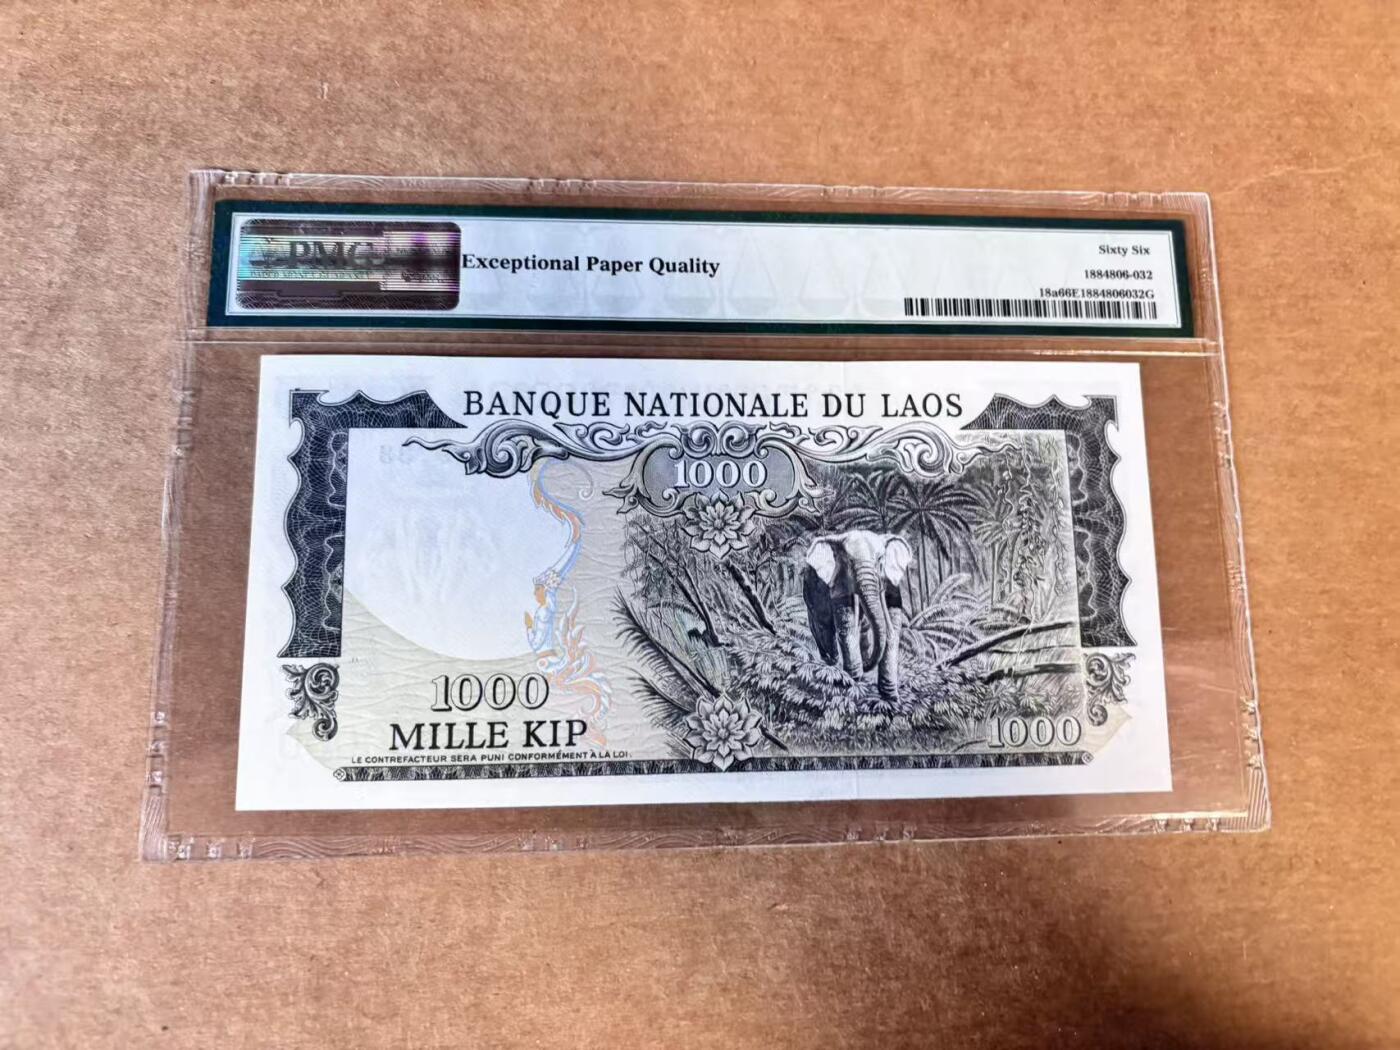 PMG
Exceptional Paper Quality
Sixty Six
1884806-032
18a66E1884806032G
BANQUE NATIONALE DU LAOS
1000
1000
MILLE KIP
1000
LE CONTREFACTEUR SERA PUNI CONFORMÉMENT À LA LOI.